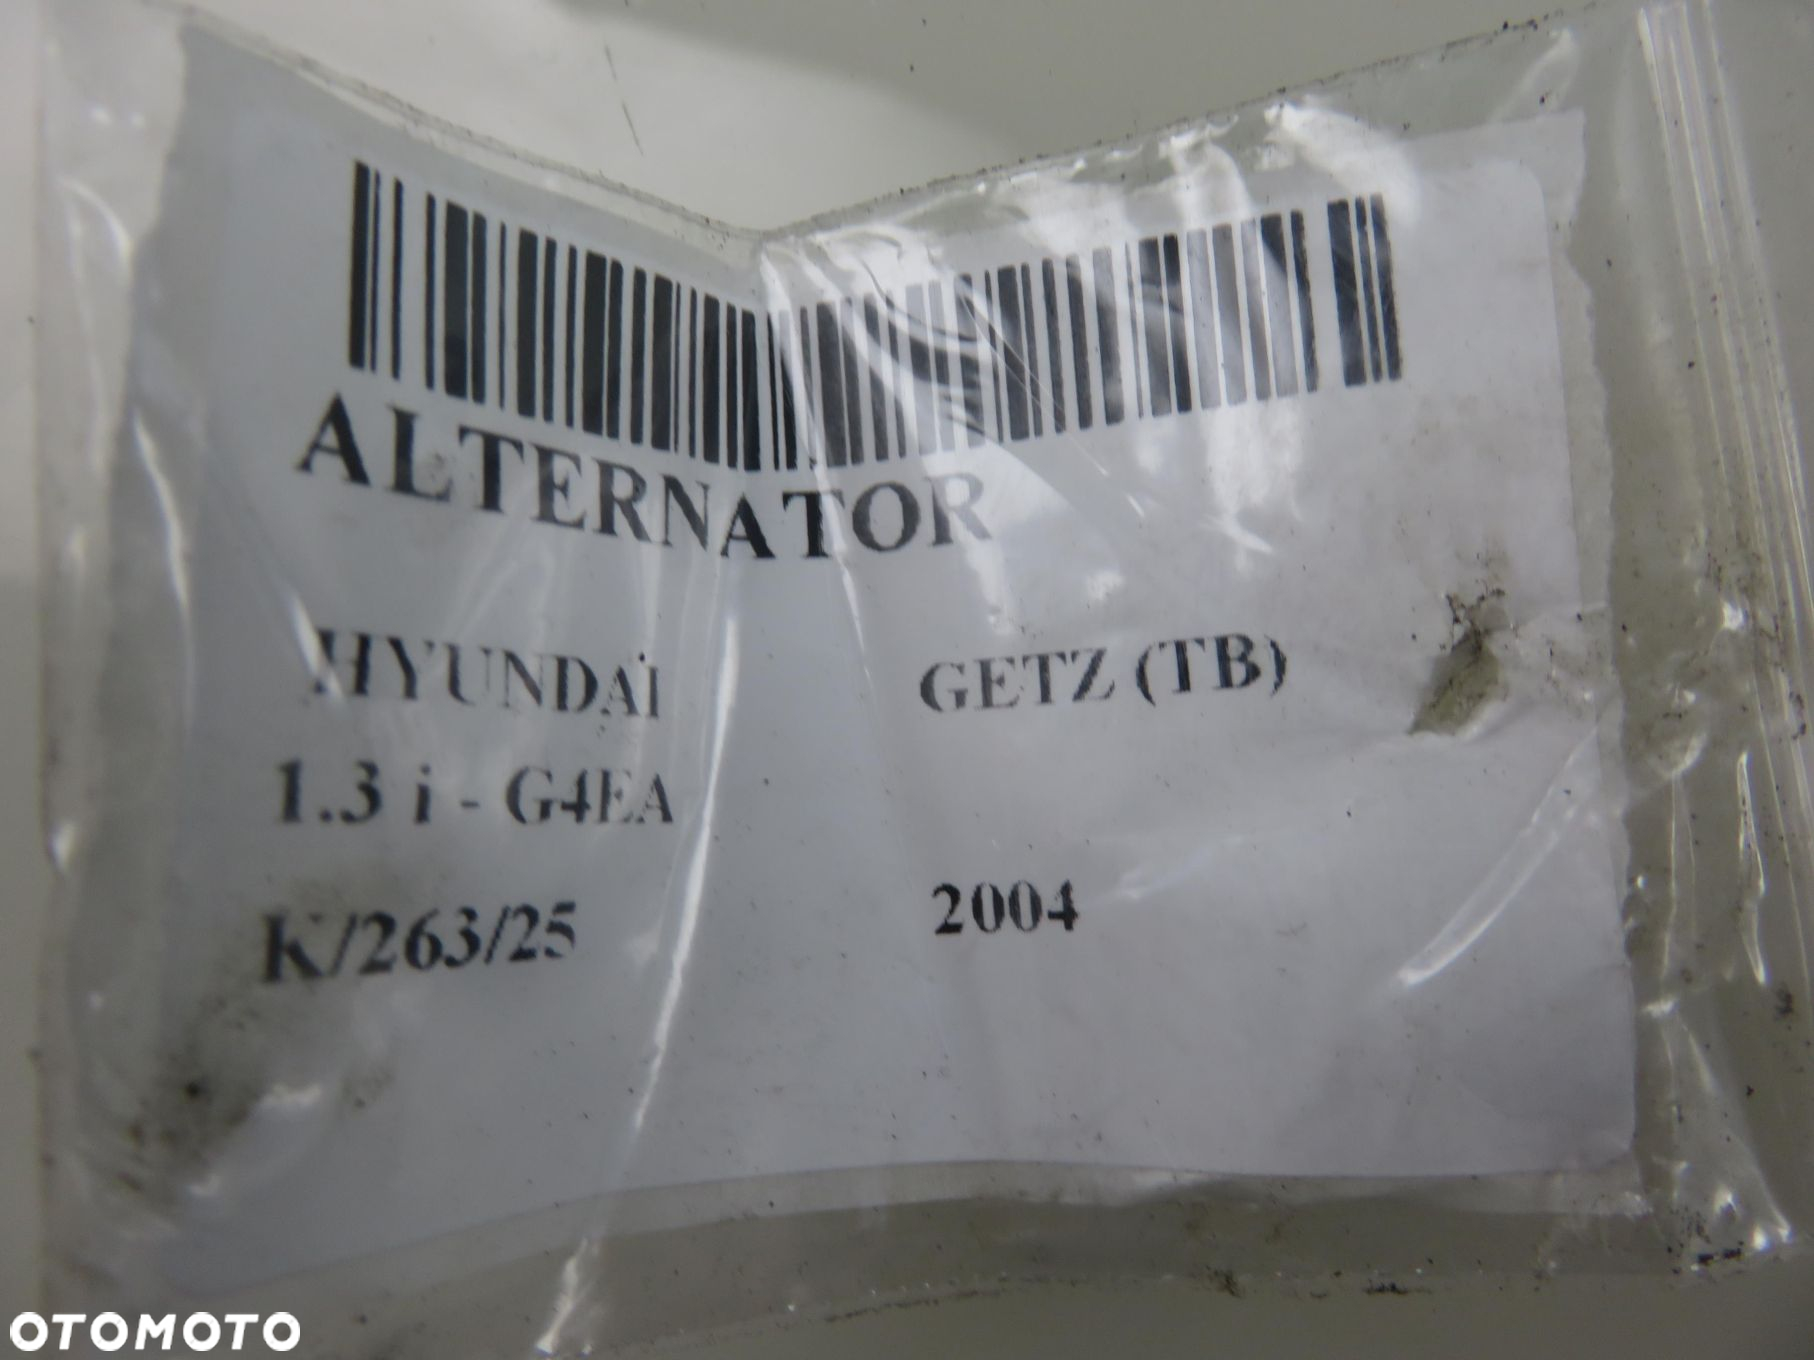 ALTERNATOR
HYUNDAI GETZ (TB)
1.3 i - G4EA
K/263/25 2004
OTOMOTO